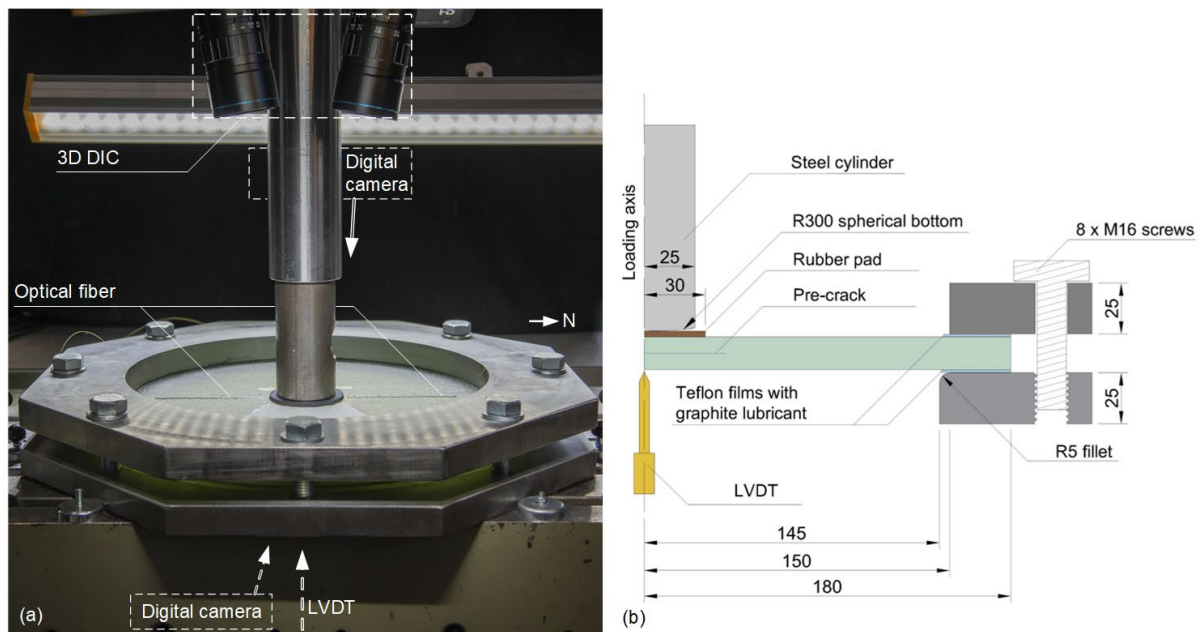 3D DIC
Digital
camera
Optical fiber
N
Digital camera
LVDT
(a)
Loading axis
Steel cylinder
R300 spherical bottom
8 x M16 screws
25
Rubber pad
30
Pre-crack
25
Teflon films with
graphite lubricant
25
R5 fillet
LVDT
145
150
180
(b)